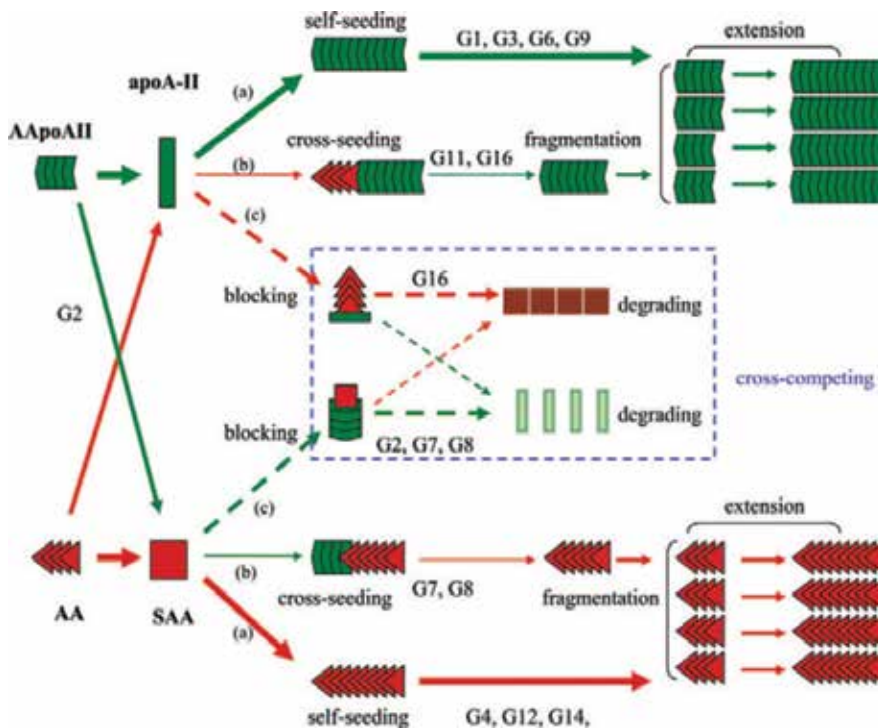 self-seeding
G1, G3, G6, G9
extension
apoA-II
(a)
AApoAII
cross-seeding
G11, G16
fragmentation
(b)
(c)
G2
blocking
G16
degrading
cross-competing
blocking
degrading
G2, G7, G8
(c)
extension
(b)
G7, G8
cross-seeding
fragmentation
AA
SAA
(a)
self-seeding
G4, G12, G14,